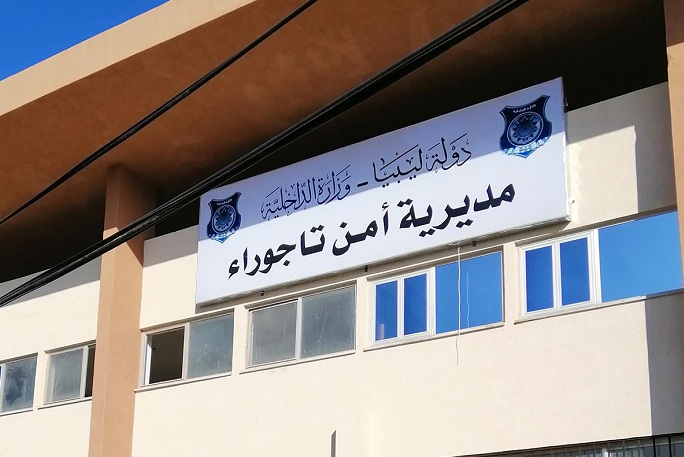 دولة ليبيا - وزارة الداخلية
مديرية أمن تاجوراء